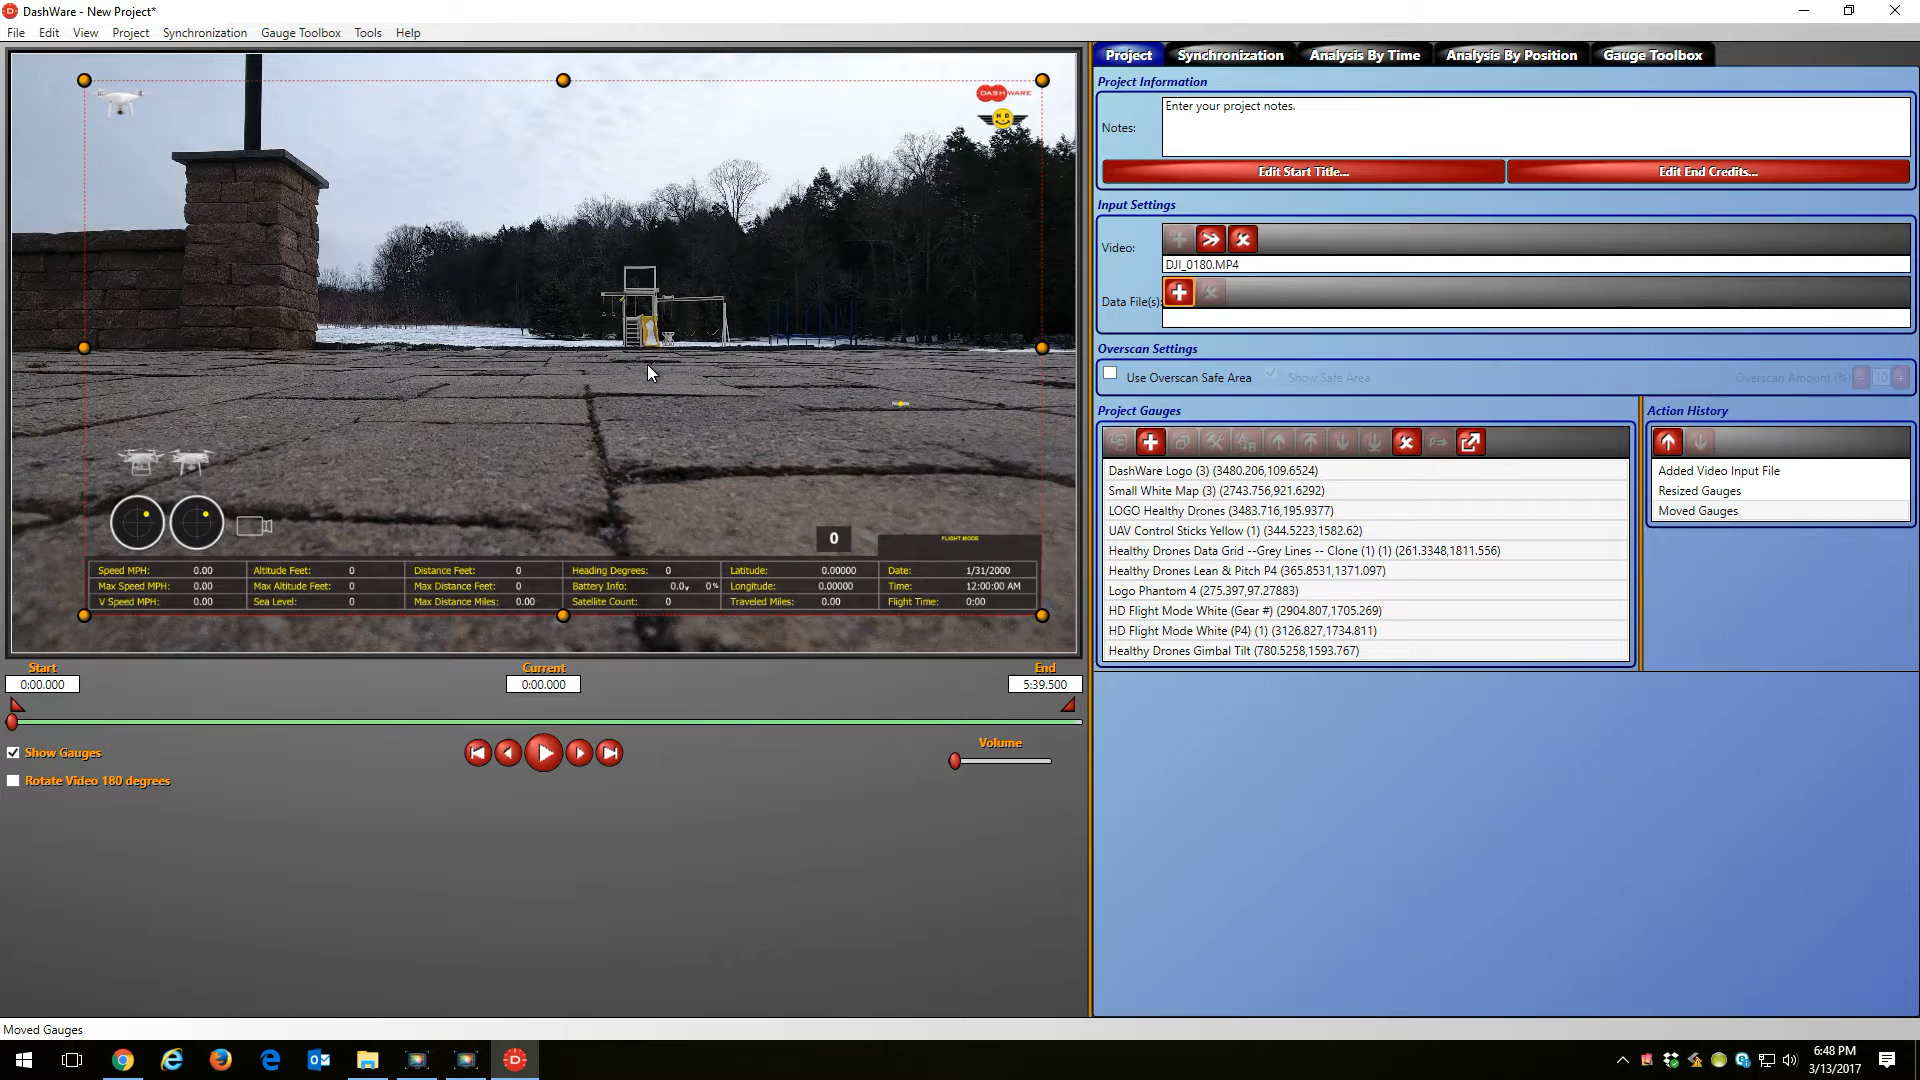 DashWare - New Project*
File Edit View Project Synchronization Gauge Toolbox Tools Help
DASHWARE
HD
0
FLIGHT MODE
Speed MPH: 0.00 Altitude Feet: 0 Distance Feet: 0 Heading Degrees: 0 Latitude: 0.00000 Date: 1/31/2000
Max Speed MPH: 0.00 Max Altitude Feet: 0 Max Distance Feet: 0 Battery Info: 0.0v 0% Longitude: 0.00000 Time: 12:00:00 AM
V Speed MPH: 0.00 Sea Level: 0 Max Distance Miles: 0.00 Satellite Count: 0 Traveled Miles: 0.00 Flight Time: 0:00
Start Current End
0:00.000 0:00.000 5:39.500
Show Gauges
Rotate Video 180 degrees
Volume
Project Synchronization Analysis By Time Analysis By Position Gauge Toolbox
Project Information
Notes: Enter your project notes.
Edit Start Title... Edit End Credits...
Input Settings
Video:
DJI_0180.MP4
Data File(s):
Overscan Settings
Use Overscan Safe Area Show Safe Area Overscan Amount (%) 10
Project Gauges
DashWare Logo (3) (3480.206,109.6524)
Small White Map (3) (2743.756,921.6292)
LOGO Healthy Drones (3483.716,195.9377)
UAV Control Sticks Yellow (1) (344.5223,1582.62)
Healthy Drones Data Grid --Grey Lines -- Clone (1) (1) (261.3348,1811.556)
Healthy Drones Lean & Pitch P4 (365.8531,1371.097)
Logo Phantom 4 (275.397,97.27883)
HD Flight Mode White (Gear #) (2904.807,1705.269)
HD Flight Mode White (P4) (1) (3126.827,1734.811)
Healthy Drones Gimbal Tilt (780.5258,1593.767)
Action History
Added Video Input File
Resized Gauges
Moved Gauges
Moved Gauges
6:48 PM
3/13/2017